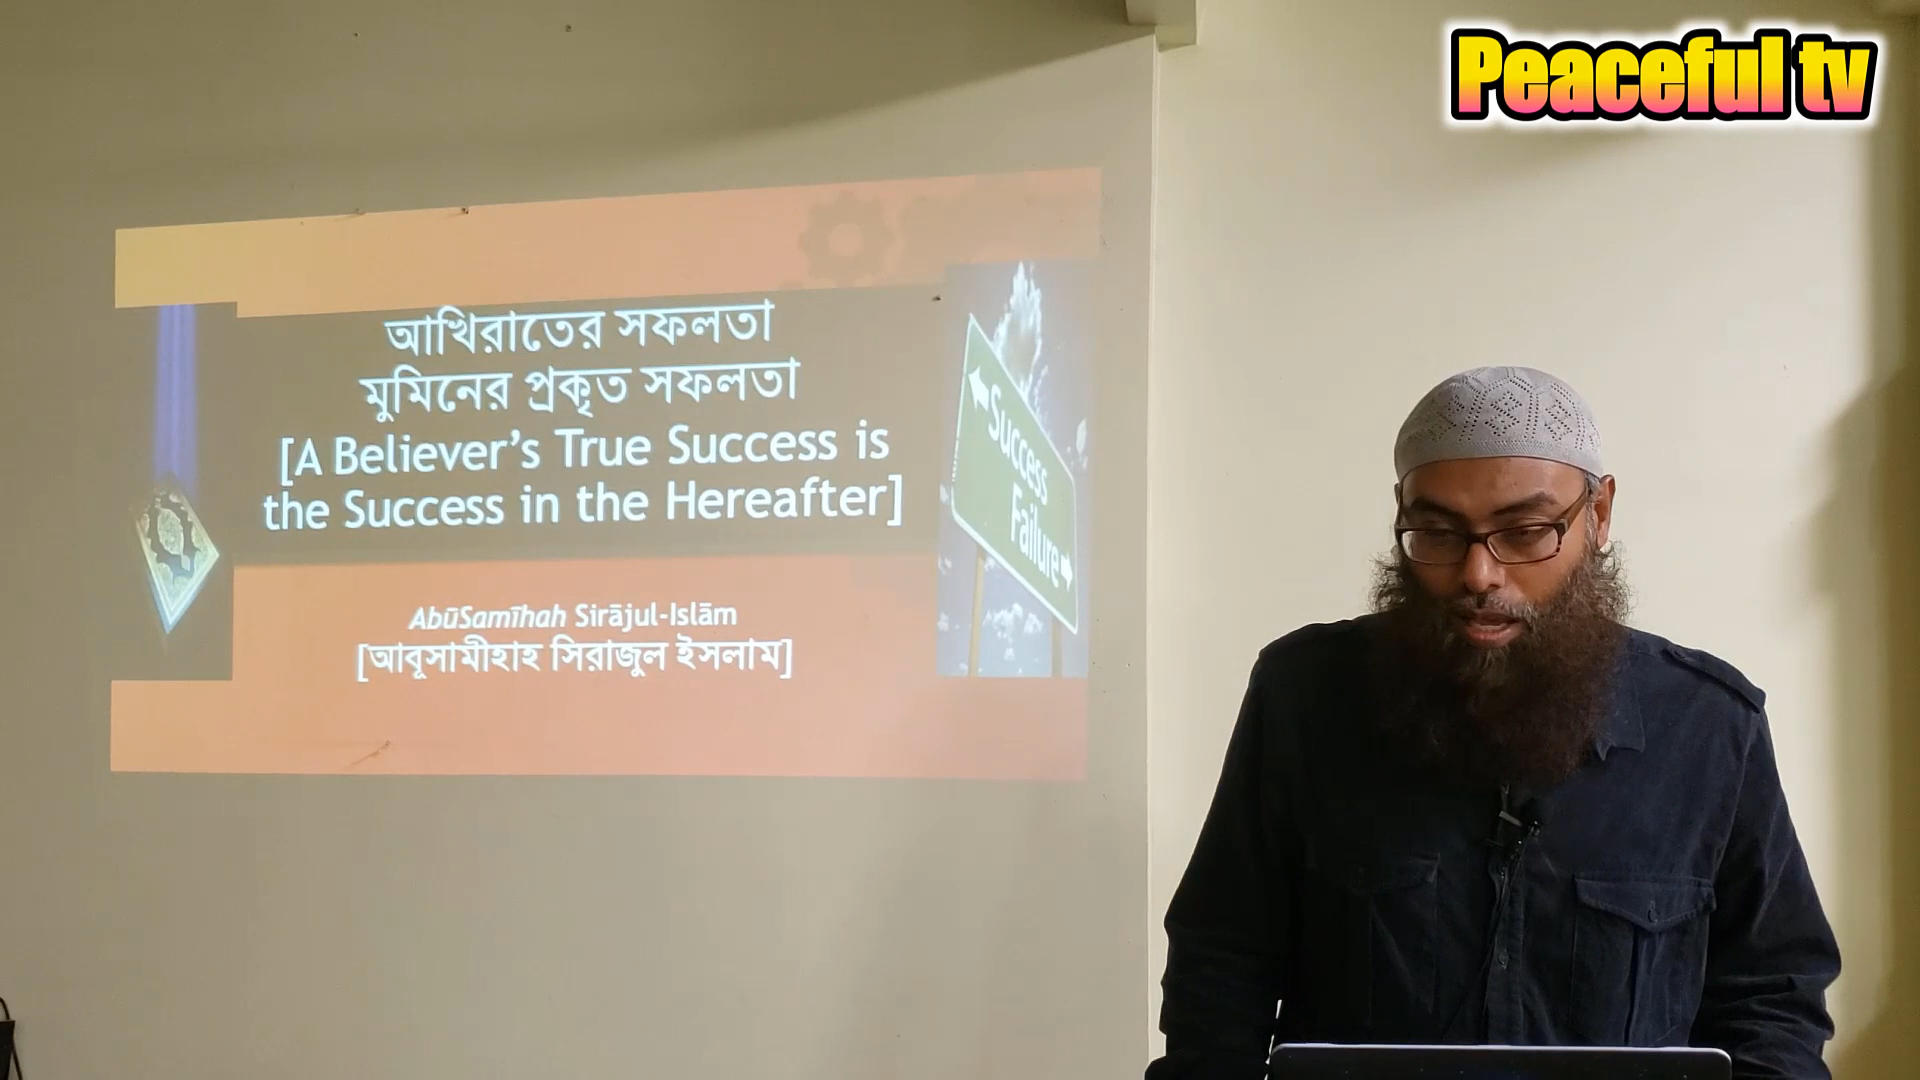 Peaceful tv
আখিরাতের সফলতা
মুমিনের প্রকৃত সফলতা
[A Believer's True Success is
the Success in the Hereafter]
AbūSamīhah Sirājul-Islām
[আবূসামীহাহ সিরাজুল ইসলাম]
Success
Failure